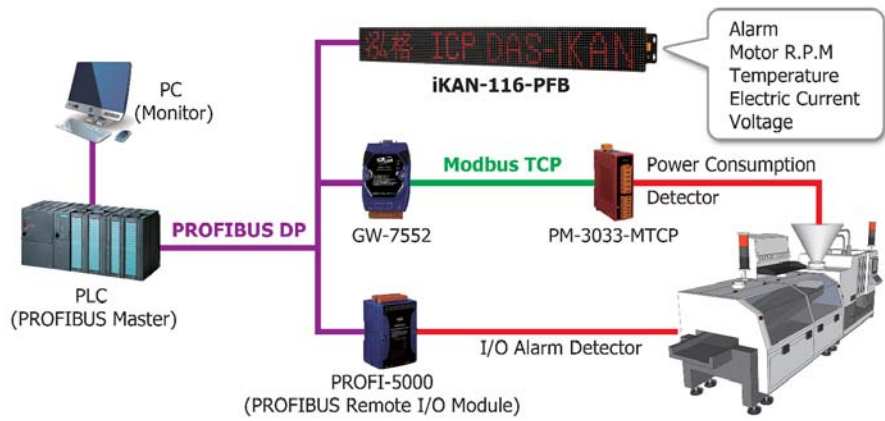 泓格 ICP DAS-iKAN
iKAN-116-PFB
Alarm
Motor R.P.M
Temperature
Electric Current
Voltage
PC
(Monitor)
Modbus TCP
Power Consumption
Detector
GW-7552
PM-3033-MTCP
PROFIBUS DP
PLC
(PROFIBUS Master)
I/O Alarm Detector
PROFI-5000
(PROFIBUS Remote I/O Module)